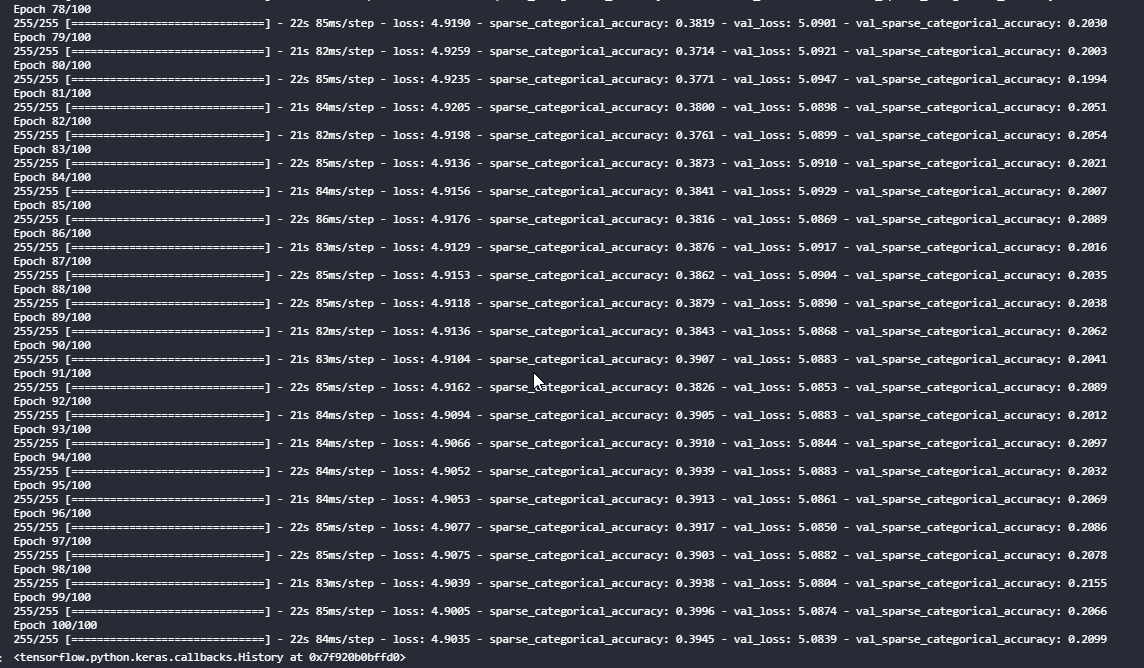 Epoch 78/100
255/255 [==============================] - 22s 85ms/step - loss: 4.9190 - sparse_categorical_accuracy: 0.3819 - val_loss: 5.0901 - val_sparse_categorical_accuracy: 0.2030
Epoch 79/100
255/255 [==============================] - 21s 82ms/step - loss: 4.9259 - sparse_categorical_accuracy: 0.3714 - val_loss: 5.0921 - val_sparse_categorical_accuracy: 0.2003
Epoch 80/100
255/255 [==============================] - 22s 85ms/step - loss: 4.9235 - sparse_categorical_accuracy: 0.3771 - val_loss: 5.0947 - val_sparse_categorical_accuracy: 0.1994
Epoch 81/100
255/255 [==============================] - 21s 84ms/step - loss: 4.9205 - sparse_categorical_accuracy: 0.3800 - val_loss: 5.0898 - val_sparse_categorical_accuracy: 0.2051
Epoch 82/100
255/255 [==============================] - 21s 82ms/step - loss: 4.9198 - sparse_categorical_accuracy: 0.3761 - val_loss: 5.0899 - val_sparse_categorical_accuracy: 0.2054
Epoch 83/100
255/255 [==============================] - 22s 85ms/step - loss: 4.9136 - sparse_categorical_accuracy: 0.3873 - val_loss: 5.0910 - val_sparse_categorical_accuracy: 0.2021
Epoch 84/100
255/255 [==============================] - 21s 84ms/step - loss: 4.9156 - sparse_categorical_accuracy: 0.3841 - val_loss: 5.0929 - val_sparse_categorical_accuracy: 0.2007
Epoch 85/100
255/255 [==============================] - 22s 86ms/step - loss: 4.9176 - sparse_categorical_accuracy: 0.3816 - val_loss: 5.0869 - val_sparse_categorical_accuracy: 0.2089
Epoch 86/100
255/255 [==============================] - 21s 83ms/step - loss: 4.9129 - sparse_categorical_accuracy: 0.3876 - val_loss: 5.0917 - val_sparse_categorical_accuracy: 0.2016
Epoch 87/100
255/255 [==============================] - 22s 85ms/step - loss: 4.9153 - sparse_categorical_accuracy: 0.3862 - val_loss: 5.0904 - val_sparse_categorical_accuracy: 0.2035
Epoch 88/100
255/255 [==============================] - 22s 85ms/step - loss: 4.9118 - sparse_categorical_accuracy: 0.3879 - val_loss: 5.0890 - val_sparse_categorical_accuracy: 0.2038
Epoch 89/100
255/255 [==============================] - 21s 82ms/step - loss: 4.9136 - sparse_categorical_accuracy: 0.3843 - val_loss: 5.0868 - val_sparse_categorical_accuracy: 0.2062
Epoch 90/100
255/255 [==============================] - 21s 83ms/step - loss: 4.9104 - sparse_categorical_accuracy: 0.3907 - val_loss: 5.0883 - val_sparse_categorical_accuracy: 0.2041
Epoch 91/100
255/255 [==============================] - 22s 85ms/step - loss: 4.9162 - sparse_categorical_accuracy: 0.3826 - val_loss: 5.0853 - val_sparse_categorical_accuracy: 0.2089
Epoch 92/100
255/255 [==============================] - 21s 84ms/step - loss: 4.9094 - sparse_categorical_accuracy: 0.3905 - val_loss: 5.0883 - val_sparse_categorical_accuracy: 0.2012
Epoch 93/100
255/255 [==============================] - 21s 84ms/step - loss: 4.9066 - sparse_categorical_accuracy: 0.3910 - val_loss: 5.0844 - val_sparse_categorical_accuracy: 0.2097
Epoch 94/100
255/255 [==============================] - 22s 84ms/step - loss: 4.9052 - sparse_categorical_accuracy: 0.3939 - val_loss: 5.0883 - val_sparse_categorical_accuracy: 0.2032
Epoch 95/100
255/255 [==============================] - 21s 84ms/step - loss: 4.9053 - sparse_categorical_accuracy: 0.3913 - val_loss: 5.0861 - val_sparse_categorical_accuracy: 0.2069
Epoch 96/100
255/255 [==============================] - 22s 85ms/step - loss: 4.9077 - sparse_categorical_accuracy: 0.3917 - val_loss: 5.0850 - val_sparse_categorical_accuracy: 0.2086
Epoch 97/100
255/255 [==============================] - 22s 85ms/step - loss: 4.9075 - sparse_categorical_accuracy: 0.3903 - val_loss: 5.0882 - val_sparse_categorical_accuracy: 0.2078
Epoch 98/100
255/255 [==============================] - 21s 83ms/step - loss: 4.9039 - sparse_categorical_accuracy: 0.3938 - val_loss: 5.0804 - val_sparse_categorical_accuracy: 0.2155
Epoch 99/100
255/255 [==============================] - 22s 85ms/step - loss: 4.9005 - sparse_categorical_accuracy: 0.3996 - val_loss: 5.0874 - val_sparse_categorical_accuracy: 0.2066
Epoch 100/100
255/255 [==============================] - 22s 84ms/step - loss: 4.9035 - sparse_categorical_accuracy: 0.3945 - val_loss: 5.0839 - val_sparse_categorical_accuracy: 0.2099
: <tensorflow.python.keras.callbacks.History at 0x7f920b0bffd0>